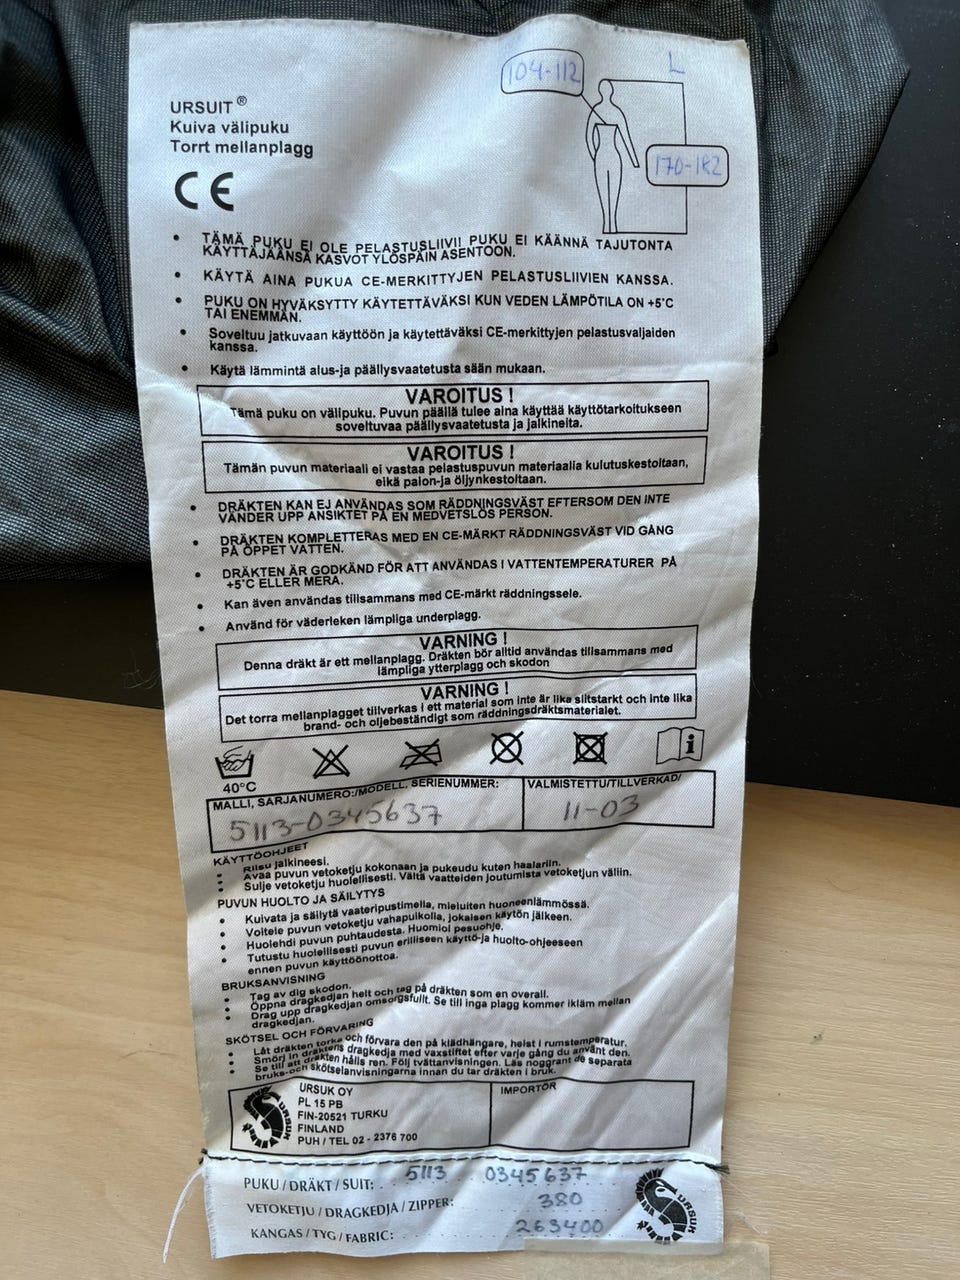 104-112
L
URSUIT ®
Kuiva välipuku
Torrt mellanplagg
170-182
CE
• TÄMÄ PUKU EI OLE PELASTUSLIIVI! PUKU EI KÄÄNNÄ TAJUTONTA
KÄYTTÄJÄÄNSÄ KASVOT YLÖSPÄIN ASENTOON.
• KÄYTÄ AINA PUKUA CE-MERKITTYJEN PELASTUSLIIVIEN KANSSA.
• PUKU ON HYVÄKSYTTY KÄYTETTÄVÄKSI KUN VEDEN LÄMPÖTILA ON +5°C
TAI ENEMMÄN.
• Soveltuu jatkuvaan käyttöön ja käytettäväksi CE-merkittyjen pelastusvaljaiden
kanssa.
• Käytä lämmintä alus-ja päällysvaatetusta sään mukaan.
VAROITUS !
Tämä puku on välipuku. Puvun päällä tulee aina käyttää käyttötarkoitukseen
soveltuvaa päällysvaatetusta ja jalkineita.
VAROITUS !
Tämän puvun materiaali ei vastaa pelastuspuvun materiaalia kulutuskestoltaan,
eikä palon-ja öljynkestoltaan.
• DRÄKTEN KAN EJ ANVÄNDAS SOM RÄDDNINGSVÄST EFTERSOM DEN INTE
VÄNDER UPP ANSIKTET PÅ EN MEDVETSLÖS PERSON.
• DRÄKTEN KOMPLETTERAS MED EN CE-MÄRKT RÄDDNINGSVÄST VID GÅNG
PÅ ÖPPET VATTEN.
• DRÄKTEN ÄR GODKÄND FÖR ATT ANVÄNDAS I VATTENTEMPERATURER PÅ
+5°C ELLER MERA.
• Kan även användas tillsammans med CE-märkt räddningssele.
• Använd för väderleken lämpliga underplagg.
VARNING !
Denna dräkt är ett mellanplagg. Dräkten bör alltid användas tillsammans med
lämpliga ytterplagg och skodon
VARNING !
Det torra mellanplagget tillverkas i ett material som inte är lika slitstarkt och inte lika
brand- och oljebeständigt som räddningsdräktsmaterialet.
40°C
MALLI, SARJANUMERO:/MODELL, SERIENUMMER:
VALMISTETTU/TILLVERKAD/
5113-0345637
11-03
KÄYTTÖOHJEET
• Riisu jalkineesi.
• Avaa puvun vetoketju kokonaan ja pukeudu kuten haalariin.
• Sulje vetoketju huolellisesti. Vältä vaatteiden joutumista vetoketjun väliin.
PUVUN HUOLTO JA SÄILYTYS
• Kuivata ja säilytä vaateripustimella, mieluiten huoneenlämmössä.
• Voitele puvun vetoketju vahapuikolla, jokaisen käytön jälkeen.
• Huolehdi puvun puhtaudesta. Huomioi pesuohje.
• Tutustu huolellisesti puvun erilliseen käyttö-ja huolto-ohjeeseen
ennen puvun käyttöönottoa.
BRUKSANVISNING
• Tag av dig skodon.
• Öppna dragkedjan helt och tag på dräkten som en overall.
• Drag upp dragkedjan omsorgsfullt. Se till inga plagg kommer ikläm mellan
dragkedjan.
SKÖTSEL OCH FÖRVARING
• Låt dräkten torka och förvara den på klädhängare, helst i rumstemperatur.
• Smörj in dräktens dragkedja med vaxstiftet efter varje gång du använt den.
• Se till att dräkten hålls ren. Följ tvättanvisningen. Läs noggrant de separata
bruks-och skötselanvisningarna innan du tar dräkten i bruk.
URSUK
URSUK OY
PL 15 PB
FIN-20521 TURKU
FINLAND
PUH / TEL 02 - 2376 700
IMPORTÖR
PUKU / DRÄKT / SUIT: 5113 0345637
VETOKETJU / DRAGKEDJA / ZIPPER: 380
KANGAS / TYG / FABRIC: 263400
URSUK